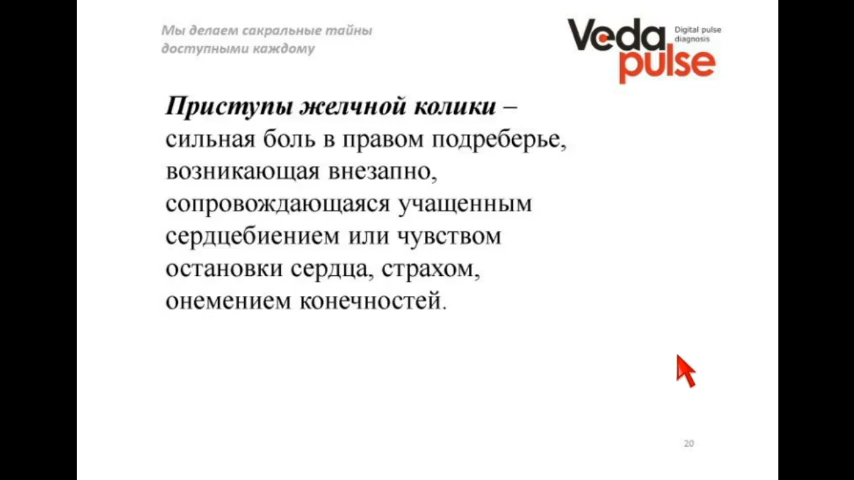 Мы делаем сакральные тайны
доступными каждому
Veda
pulse
Digital pulse
diagnosis
Приступы желчной колики –
сильная боль в правом подреберье,
возникающая внезапно,
сопровождающаяся учащенным
сердцебиением или чувством
остановки сердца, страхом,
онемением конечностей.
20